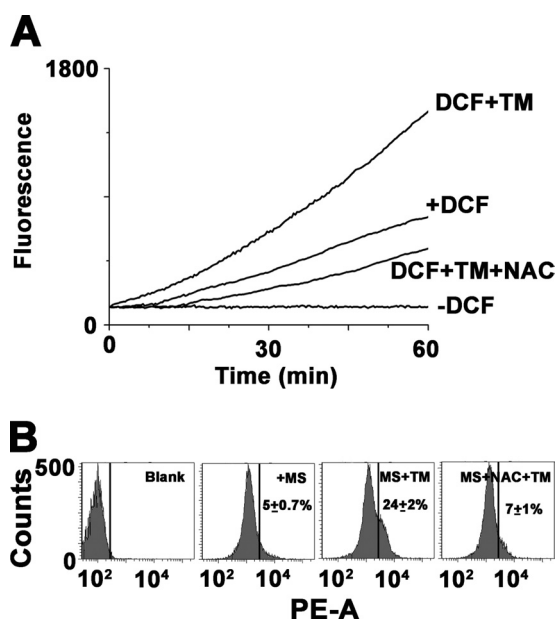 A
1800
Fluorescence
DCF+TM
+DCF
DCF+TM+NAC
-DCF
0
0
30
60
Time (min)
B
Counts
500
0
Blank
+MS
5±0.7%
MS+TM
24±2%
MS+NAC+TM
7±1%
10² 10⁴
10² 10⁴
10² 10⁴
10² 10⁴
PE-A